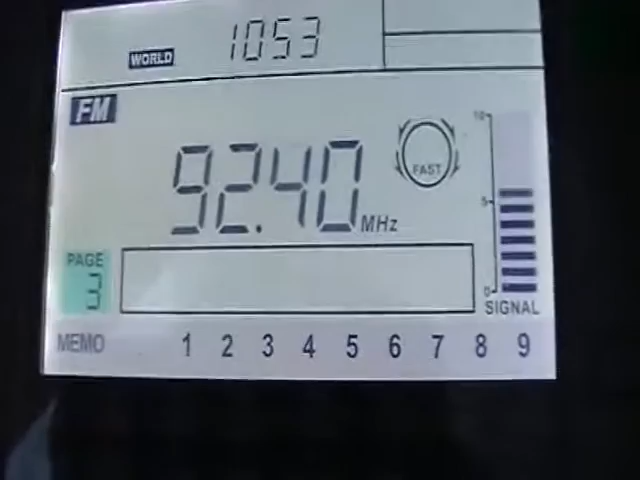 WORLD 1053
FM
10
FAST
92.40 MHz
5
PAGE
3
0
SIGNAL
MEMO 1 2 3 4 5 6 7 8 9